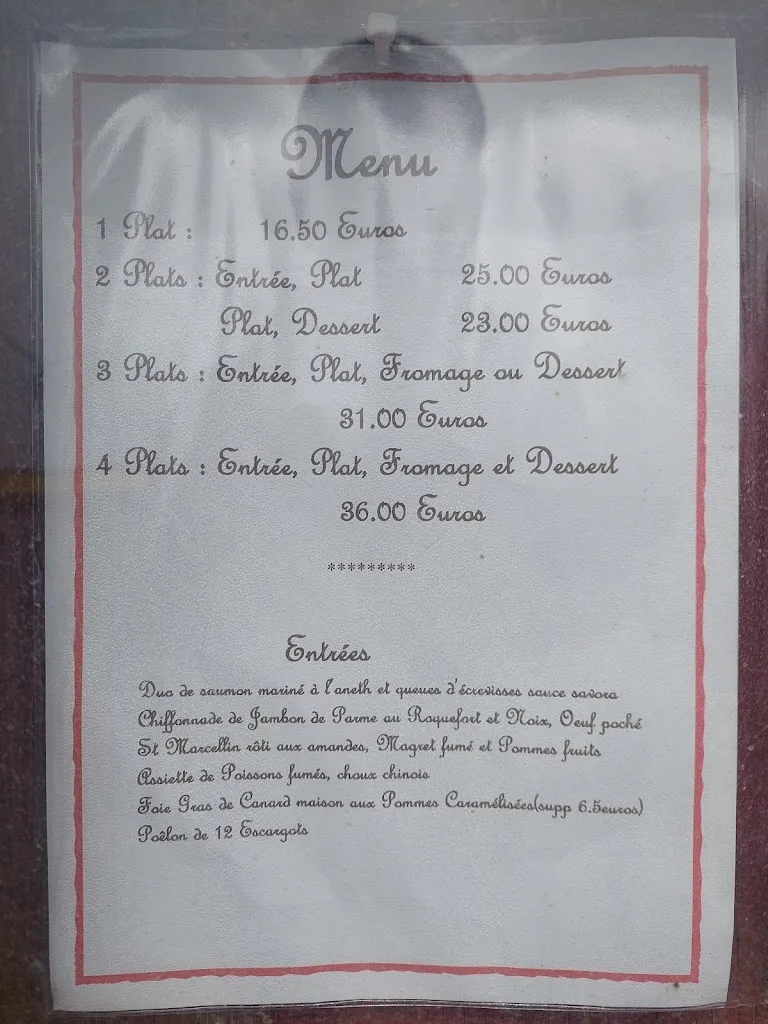 Menu
1 Plat : 16.50 Euros
2 Plats : Entrée, Plat 25.00 Euros
Plat, Dessert 23.00 Euros
3 Plats : Entrée, Plat, Fromage ou Dessert
31.00 Euros
4 Plats : Entrée, Plat, Fromage et Dessert
36.00 Euros
*********
Entrées
Duo de saumon mariné à l'aneth et queues d'écrevisses sauce savora
Chiffonnade de Jambon de Parme au Roquefort et Noix, Oeuf poché
St Marcellin rôti aux amandes, Magret fumé et Pommes fruits
Assiette de Poissons fumés, choux chinois
Foie Gras de Canard maison aux Pommes Caramélisées(supp 6.5euros)
Poêlon de 12 Escargots